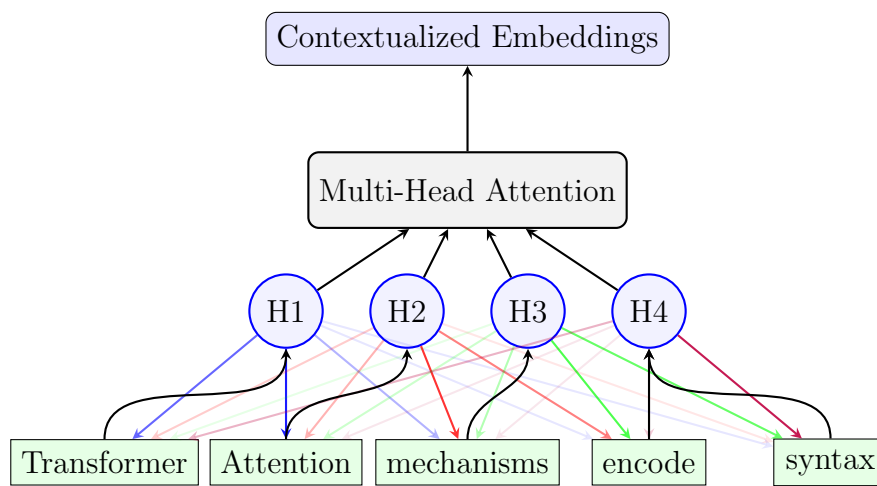 Contextualized Embeddings
Multi-Head Attention
H1 H2 H3 H4
Transformer Attention mechanisms encode syntax